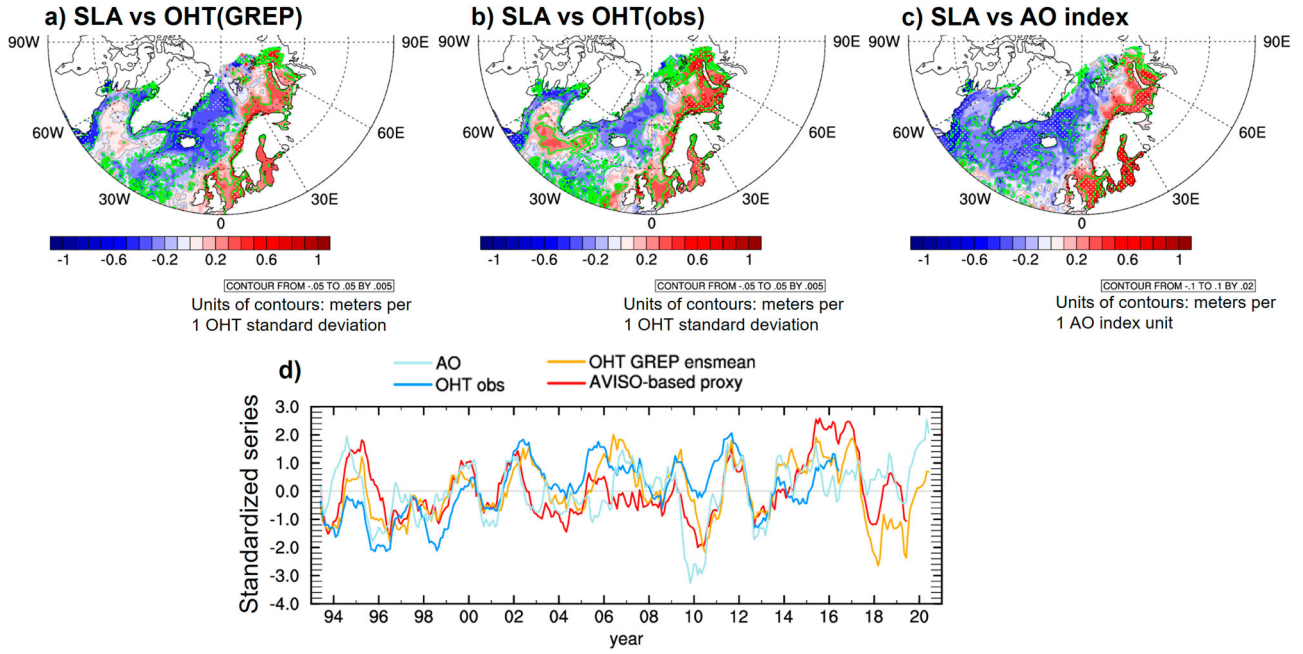 a) SLA vs OHT(GREP)
b) SLA vs OHT(obs)
c) SLA vs AO index
90W 90E 90W 90E 90W 90E
60W 60E 60W 60E 60W 60E
30W 30E 30W 30E 30W 30E
0 0 0
-1 -0.6 -0.2 0.2 0.6 1
-1 -0.6 -0.2 0.2 0.6 1
-1 -0.6 -0.2 0.2 0.6 1
CONTOUR FROM -.05 TO .05 BY .005
CONTOUR FROM -.05 TO .05 BY .005
CONTOUR FROM -.1 TO .1 BY .02
Units of contours: meters per
1 OHT standard deviation
Units of contours: meters per
1 OHT standard deviation
Units of contours: meters per
1 AO index unit
d)
AO
OHT obs
OHT GREP ensmean
AVISO-based proxy
Standardized series
3.0
2.0
1.0
0.0
-1.0
-2.0
-3.0
-4.0
94 96 98 00 02 04 06 08 10 12 14 16 18 20
year